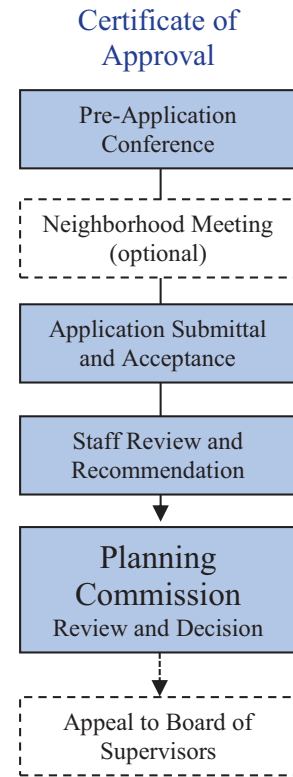 Certificate of
Approval
Pre-Application
Conference
Neighborhood Meeting
(optional)
Application Submittal
and Acceptance
Staff Review and
Recommendation
Planning
Commission
Review and Decision
Appeal to Board of
Supervisors